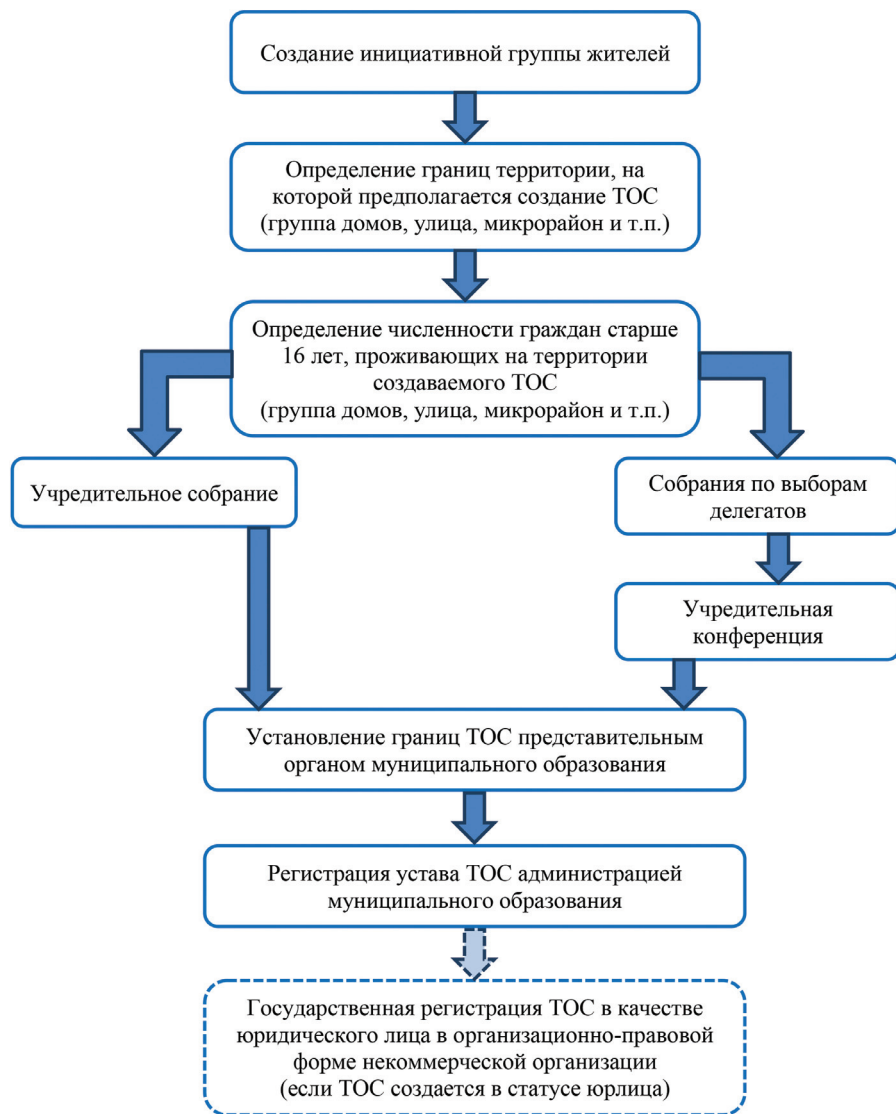 Создание инициативной группы жителей
Определение границ территории, на
которой предполагается создание ТОС
(группа домов, улица, микрорайон и т.п.)
Определение численности граждан старше
16 лет, проживающих на территории
создаваемого ТОС
(группа домов, улица, микрорайон и т.п.)
Учредительное собрание
Собрания по выборам
делегатов
Учредительная
конференция
Установление границ ТОС представительным
органом муниципального образования
Регистрация устава ТОС администрацией
муниципального образования
Государственная регистрация ТОС в качестве
юридического лица в организационно-правовой
форме некоммерческой организации
(если ТОС создается в статусе юрлица)